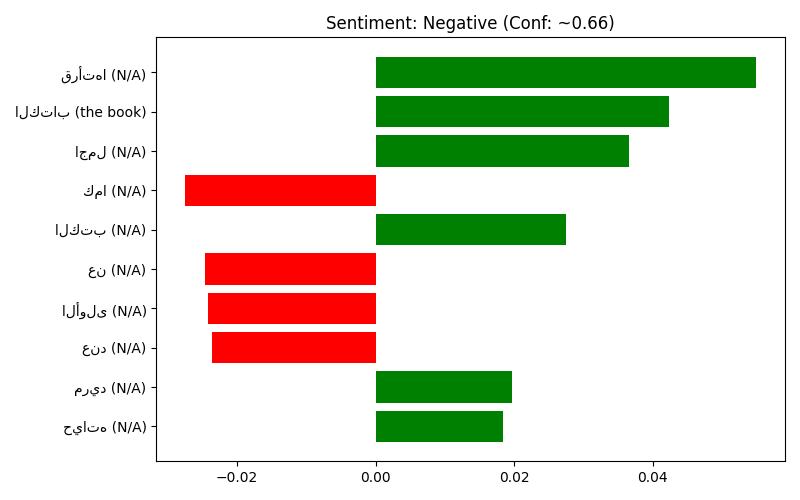 Sentiment: Negative (Conf: ~0.66)
قرأتها (N/A)
الكتاب (the book)
اجمل (N/A)
كما (N/A)
الكتب (N/A)
عن (N/A)
الأولى (N/A)
عند (N/A)
مريد (N/A)
حياته (N/A)
−0.02 0.00 0.02 0.04